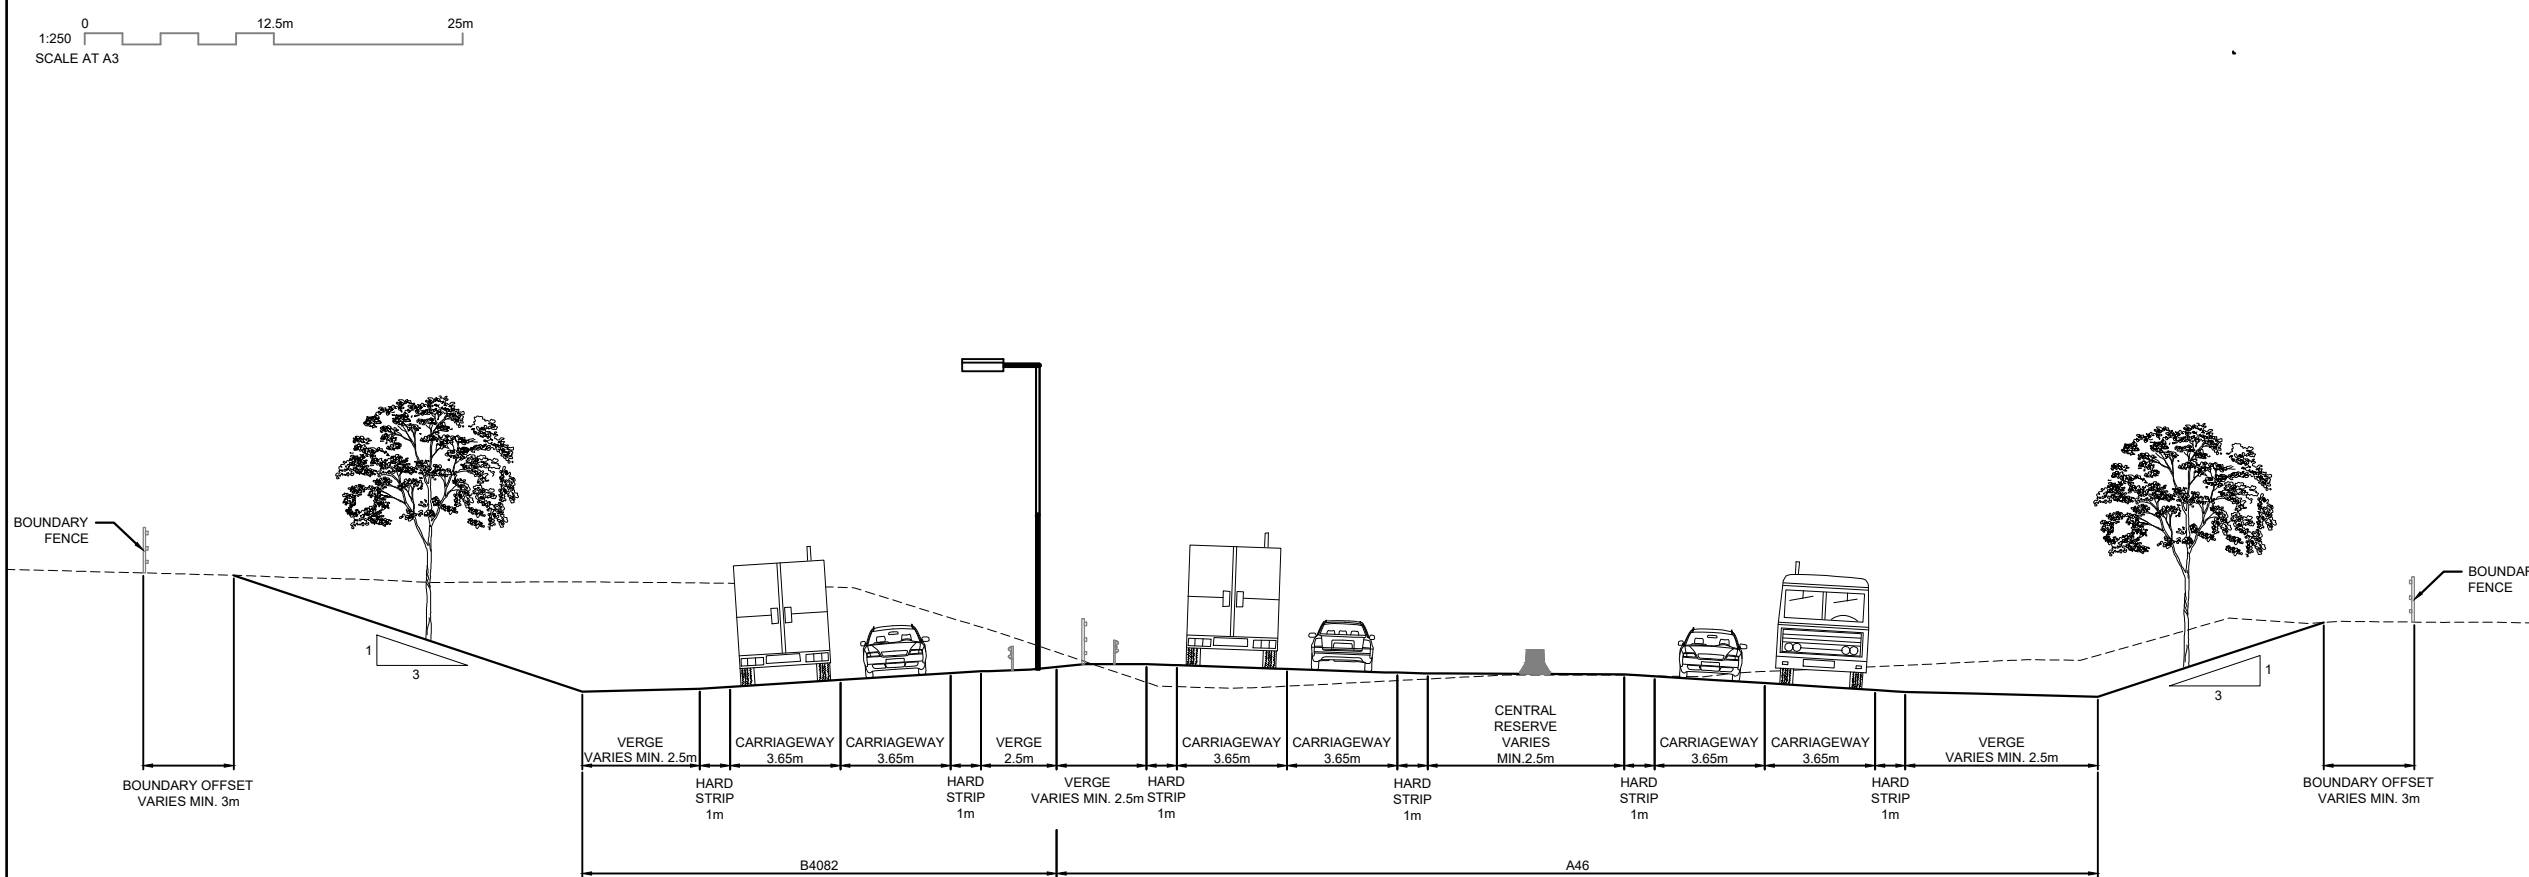 0 12.5m 25m
1:250
SCALE AT A3
BOUNDARY
FENCE
BOUNDAR
FENCE
1
3
1
3
BOUNDARY OFFSET
VARIES MIN. 3m
VERGE
VARIES MIN. 2.5m
HARD
STRIP
1m
CARRIAGEWAY
3.65m
CARRIAGEWAY
3.65m
HARD
STRIP
1m
VERGE
2.5m
VERGE
VARIES MIN. 2.5m
HARD
STRIP
1m
CARRIAGEWAY
3.65m
CARRIAGEWAY
3.65m
HARD
STRIP
1m
CENTRAL
RESERVE
VARIES
MIN.2.5m
HARD
STRIP
1m
CARRIAGEWAY
3.65m
CARRIAGEWAY
3.65m
HARD
STRIP
1m
VERGE
VARIES MIN. 2.5m
BOUNDARY OFFSET
VARIES MIN. 3m
B4082
A46